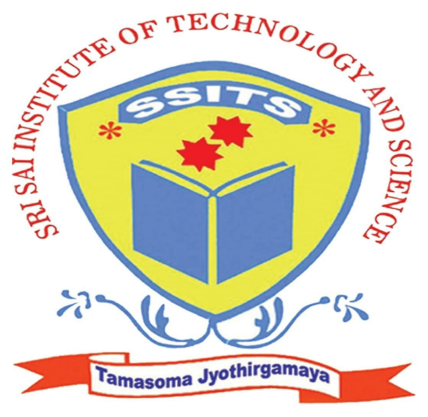 SRI SAI INSTITUTE OF TECHNOLOGY AND SCIENCE
SSITS
Tamasoma Jyothirgamaya